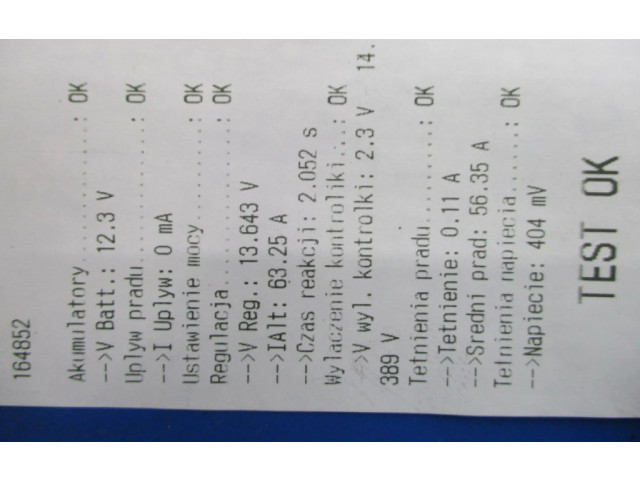 164852
Akumulatory...........: OK
-->V Batt.: 12.3 V
Uplyw pradu...........: OK
-->I Uplyw: 0 mA
Ustawienie mocy.......: OK
Regulacja.............: OK
-->V Reg.: 13.643 V
-->IAlt: 63.25 A
-->Czas reakcji: 2.052 s
Wylaczenie kontroliki...: OK
->V wyl. kontrolki: 2.3 V 14.
389 V
Tetnienia pradu.........: OK
-->Tetnienie: 0.11 A
-->Sredni prad: 56.35 A
Tetnienia napiecia......: OK
-->Napiecie: 404 mV
TEST OK